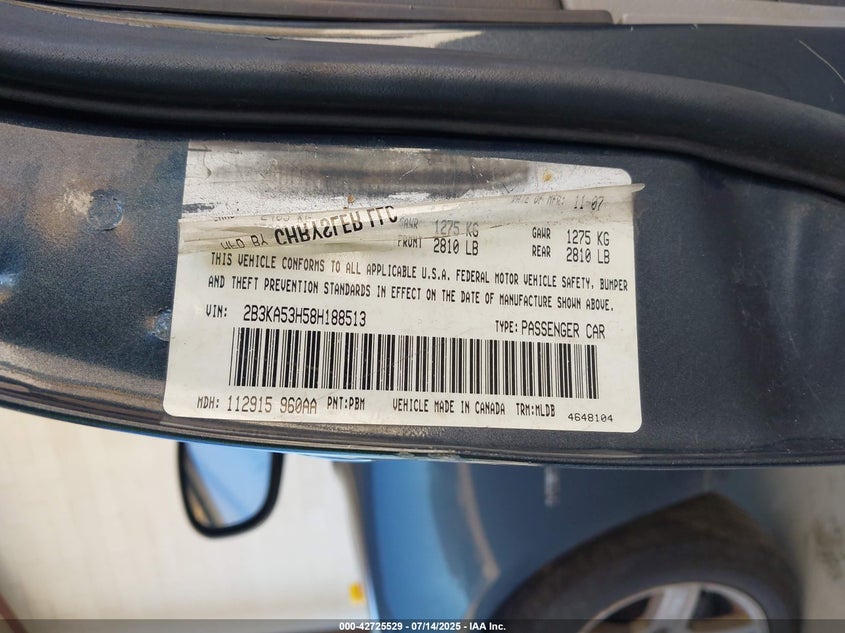 DATE OF MFR: 11-07
MFD BY CHRYSLER LLC
GAWR 1275 KG GAWR 1275 KG
FRONT 2810 LB REAR 2810 LB
THIS VEHICLE CONFORMS TO ALL APPLICABLE U.S.A. FEDERAL MOTOR VEHICLE SAFETY, BUMPER
AND THEFT PREVENTION STANDARDS IN EFFECT ON THE DATE OF MANUFACTURE SHOWN ABOVE.
VIN: 2B3KA53H58H188513 TYPE: PASSENGER CAR
MDH: 112915 960AA PNT:PBM VEHICLE MADE IN CANADA TRM:MLDB 4648104
000-42725529 - 07/14/2025 - IAA Inc.